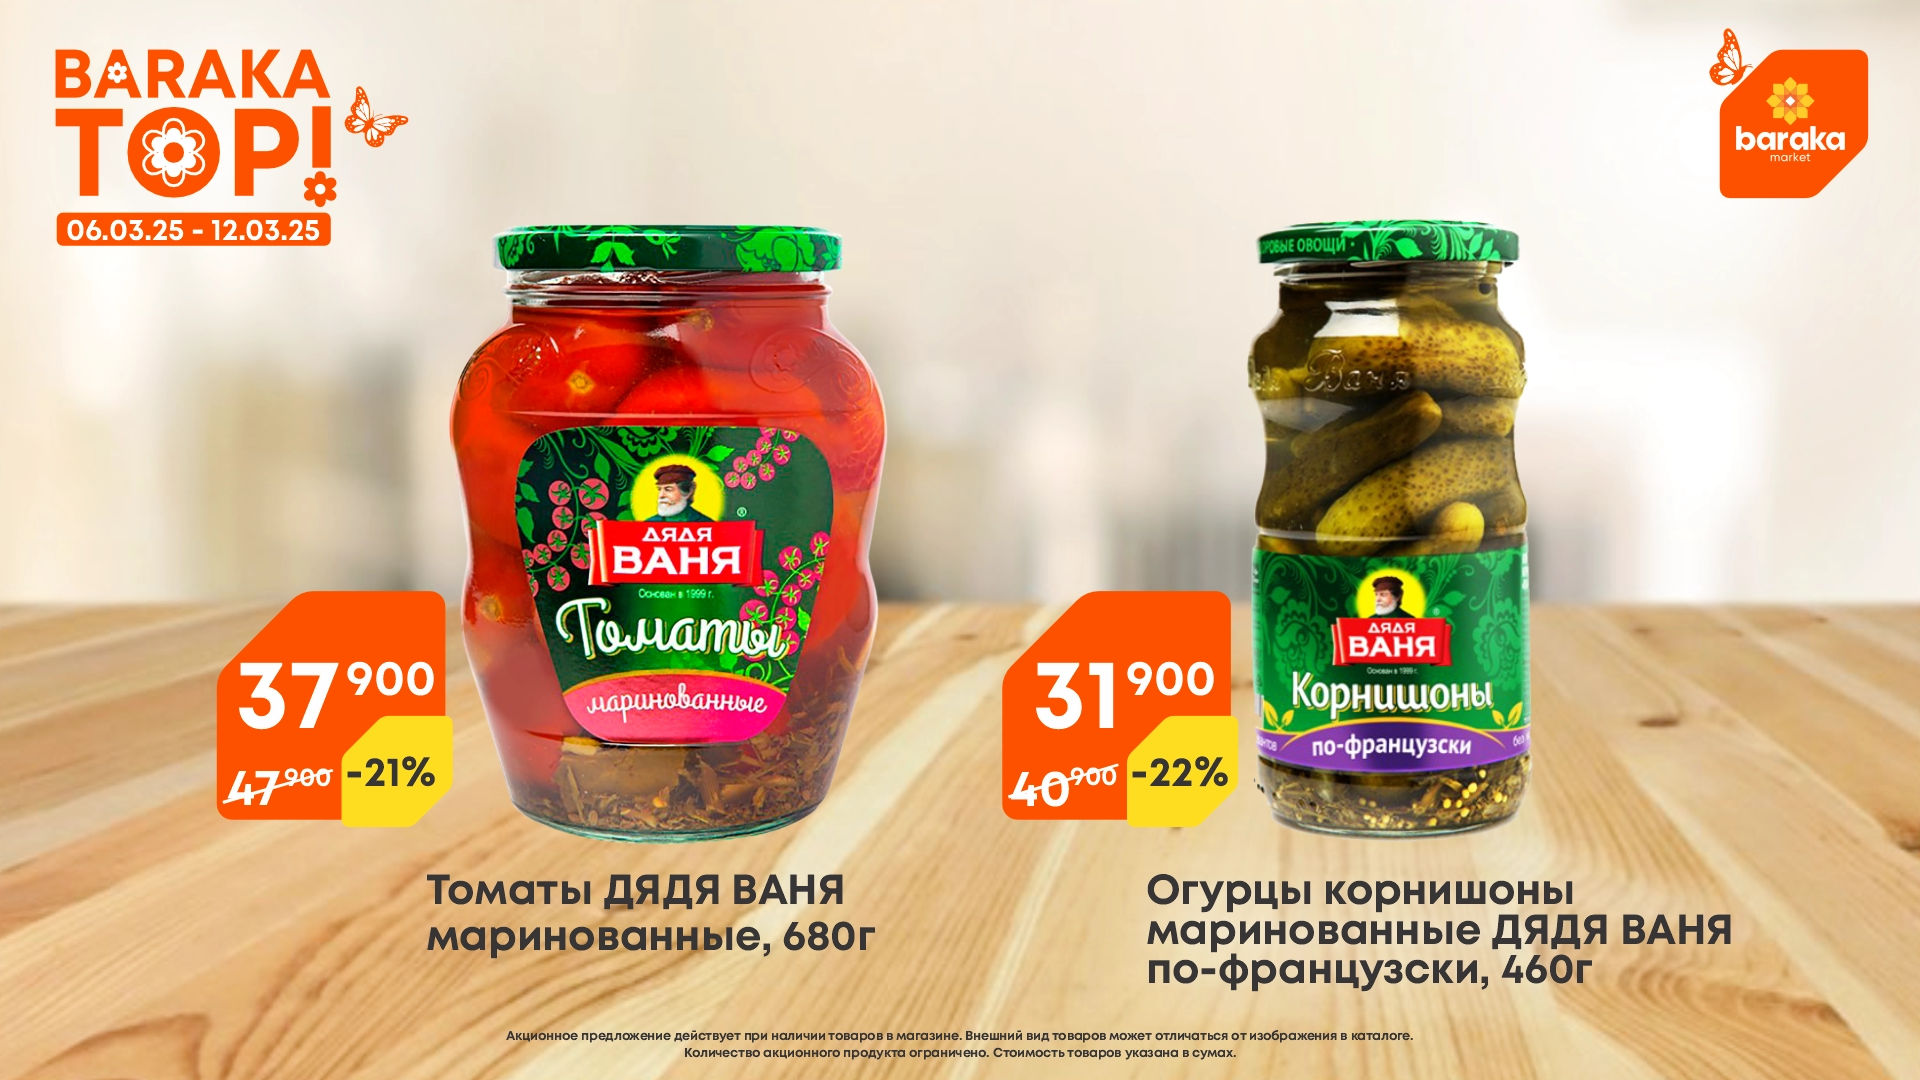 BARAKA
TOP!
06.03.25 - 12.03.25
baraka
market
ДЯДЯ
ВАНЯ
®
Основан в 1999 г.
Томаты
маринованные
37 900
47 900
-21%
Томаты ДЯДЯ ВАНЯ
маринованные, 680г
ОВЫЕ ОВОЩИ
ДЯДЯ
ВАНЯ
Основан в 1999 г.
Корнишоны
по-французски
31 900
40 900
-22%
Огурцы корнишоны
маринованные ДЯДЯ ВАНЯ
по-французски, 460г
Акционное предложение действует при наличии товаров в магазине. Внешний вид товаров может отличаться от изображения в каталоге.
Количество акционного продукта ограничено. Стоимость товаров указана в сумах.